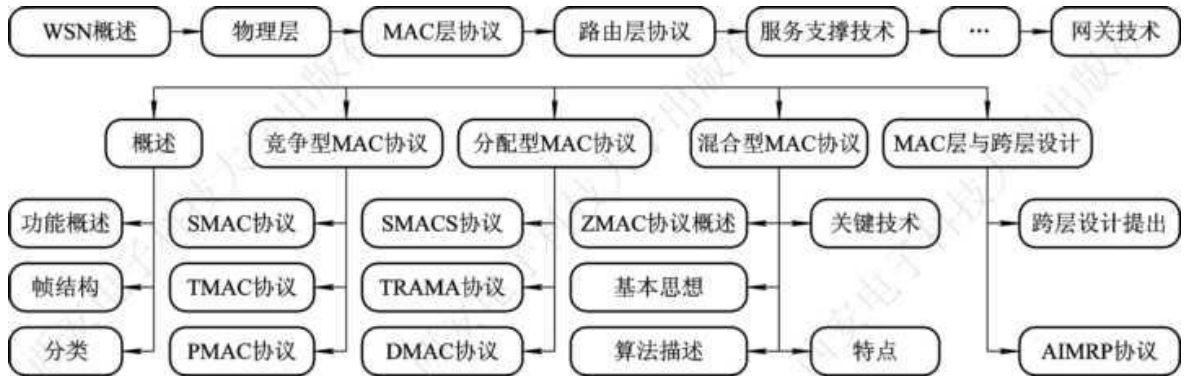 WSN概述 物理层 MAC层协议 路由层协议 服务支撑技术 … 网关技术
概述 竞争型MAC协议 分配型MAC协议 混合型MAC协议 MAC层与跨层设计
功能概述 SMAC协议 SMACS协议 ZMAC协议概述 关键技术 跨层设计提出
帧结构 TMAC协议 TRAMA协议 基本思想
分类 PMAC协议 DMAC协议 算法描述 特点 AIMRP协议